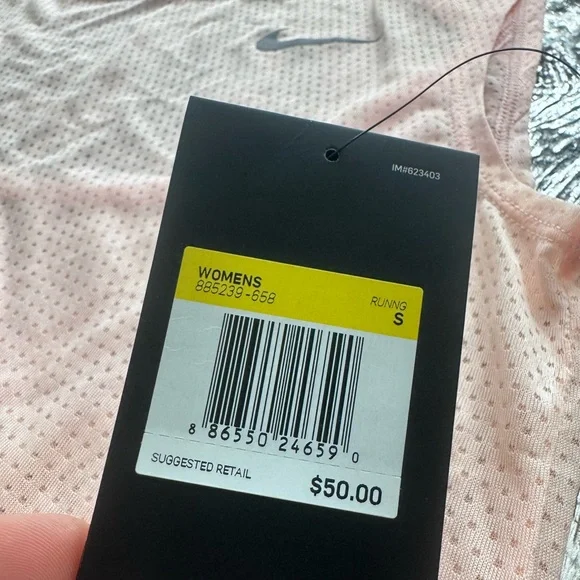 IM#623403
WOMENS
885239-658
RUNNG
S
8 86550 24659 0
SUGGESTED RETAIL
$50.00